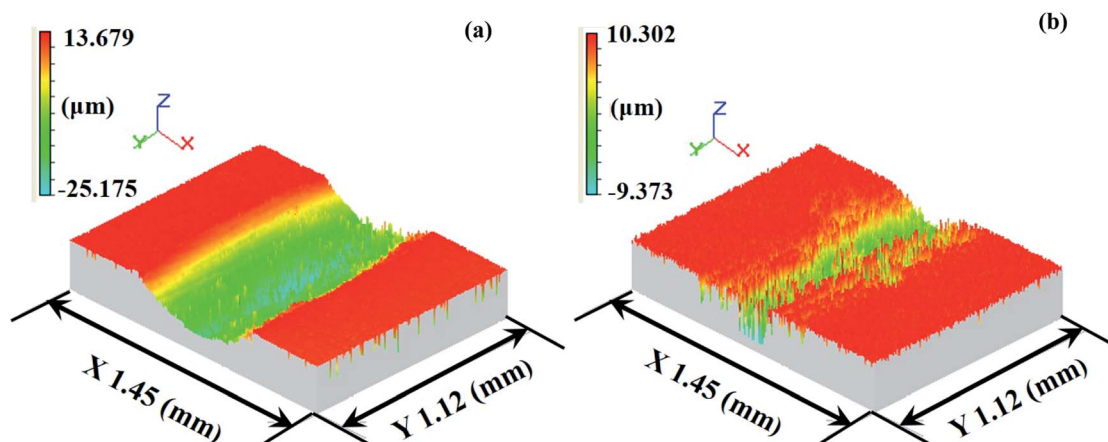 13.679
(a)
(µm)
Z
Y
X
-25.175
X 1.45 (mm)
Y 1.12 (mm)
10.302
(b)
(µm)
Z
Y
X
-9.373
X 1.45 (mm)
Y 1.12 (mm)